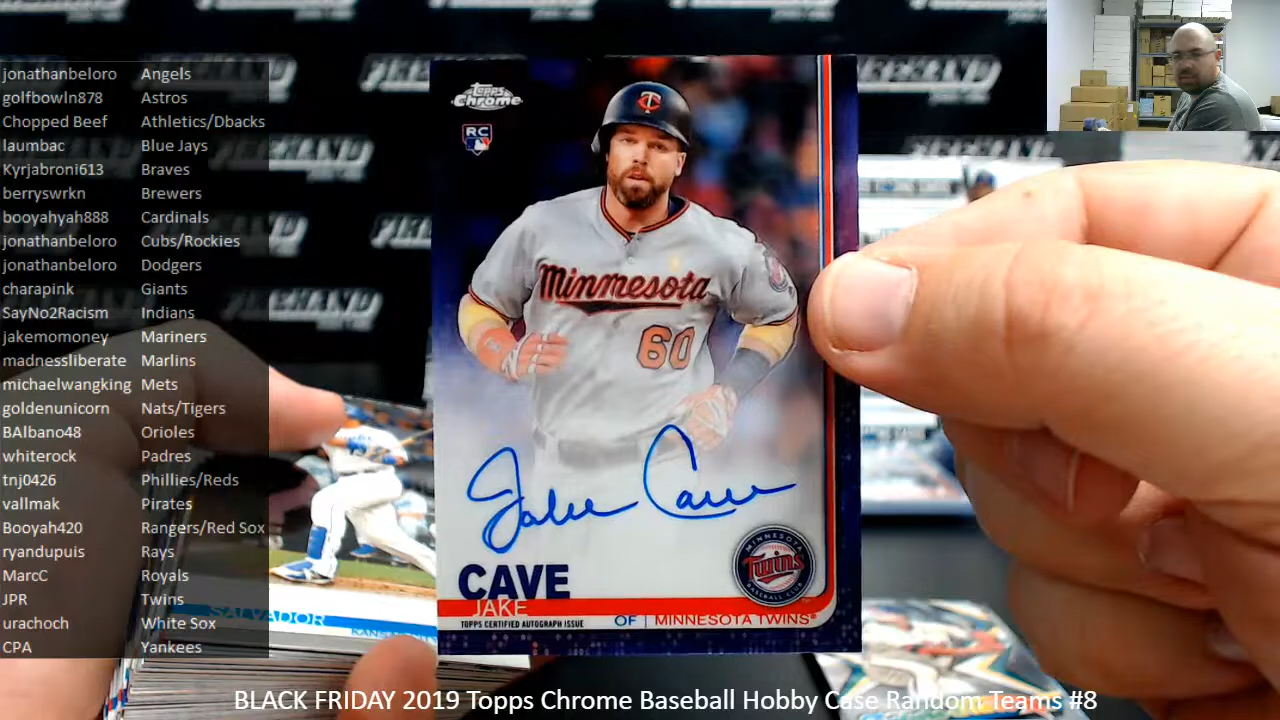 jonathanbeloro Angels
golfbowln878 Astros
Chopped Beef Athletics/Dbacks
laumbac Blue Jays
Kyrjabroni613 Braves
berryswrkn Brewers
booyahyah888 Cardinals
jonathanbeloro Cubs/Rockies
jonathanbeloro Dodgers
charapink Giants
SayNo2Racism Indians
jakemomoney Mariners
madnessliberate Marlins
michaelwangking Mets
goldenunicorn Nats/Tigers
BAlbano48 Orioles
whiterock Padres
tnj0426 Phillies/Reds
vallmak Pirates
Booyah420 Rangers/Red Sox
ryandupuis Rays
MarcC Royals
JPR Twins
urachoch White Sox
CPA Yankees
Topps
Chrome
RC
Minnesota
60
Jake Cave
MINNESOTA
Twins
BASEBALL CLUB
CAVE
JAKE
TOPPS CERTIFIED AUTOGRAPH ISSUE
OF | MINNESOTA TWINS
SALVADOR
BLACK FRIDAY 2019 Topps Chrome Baseball Hobby Case Random Teams #8